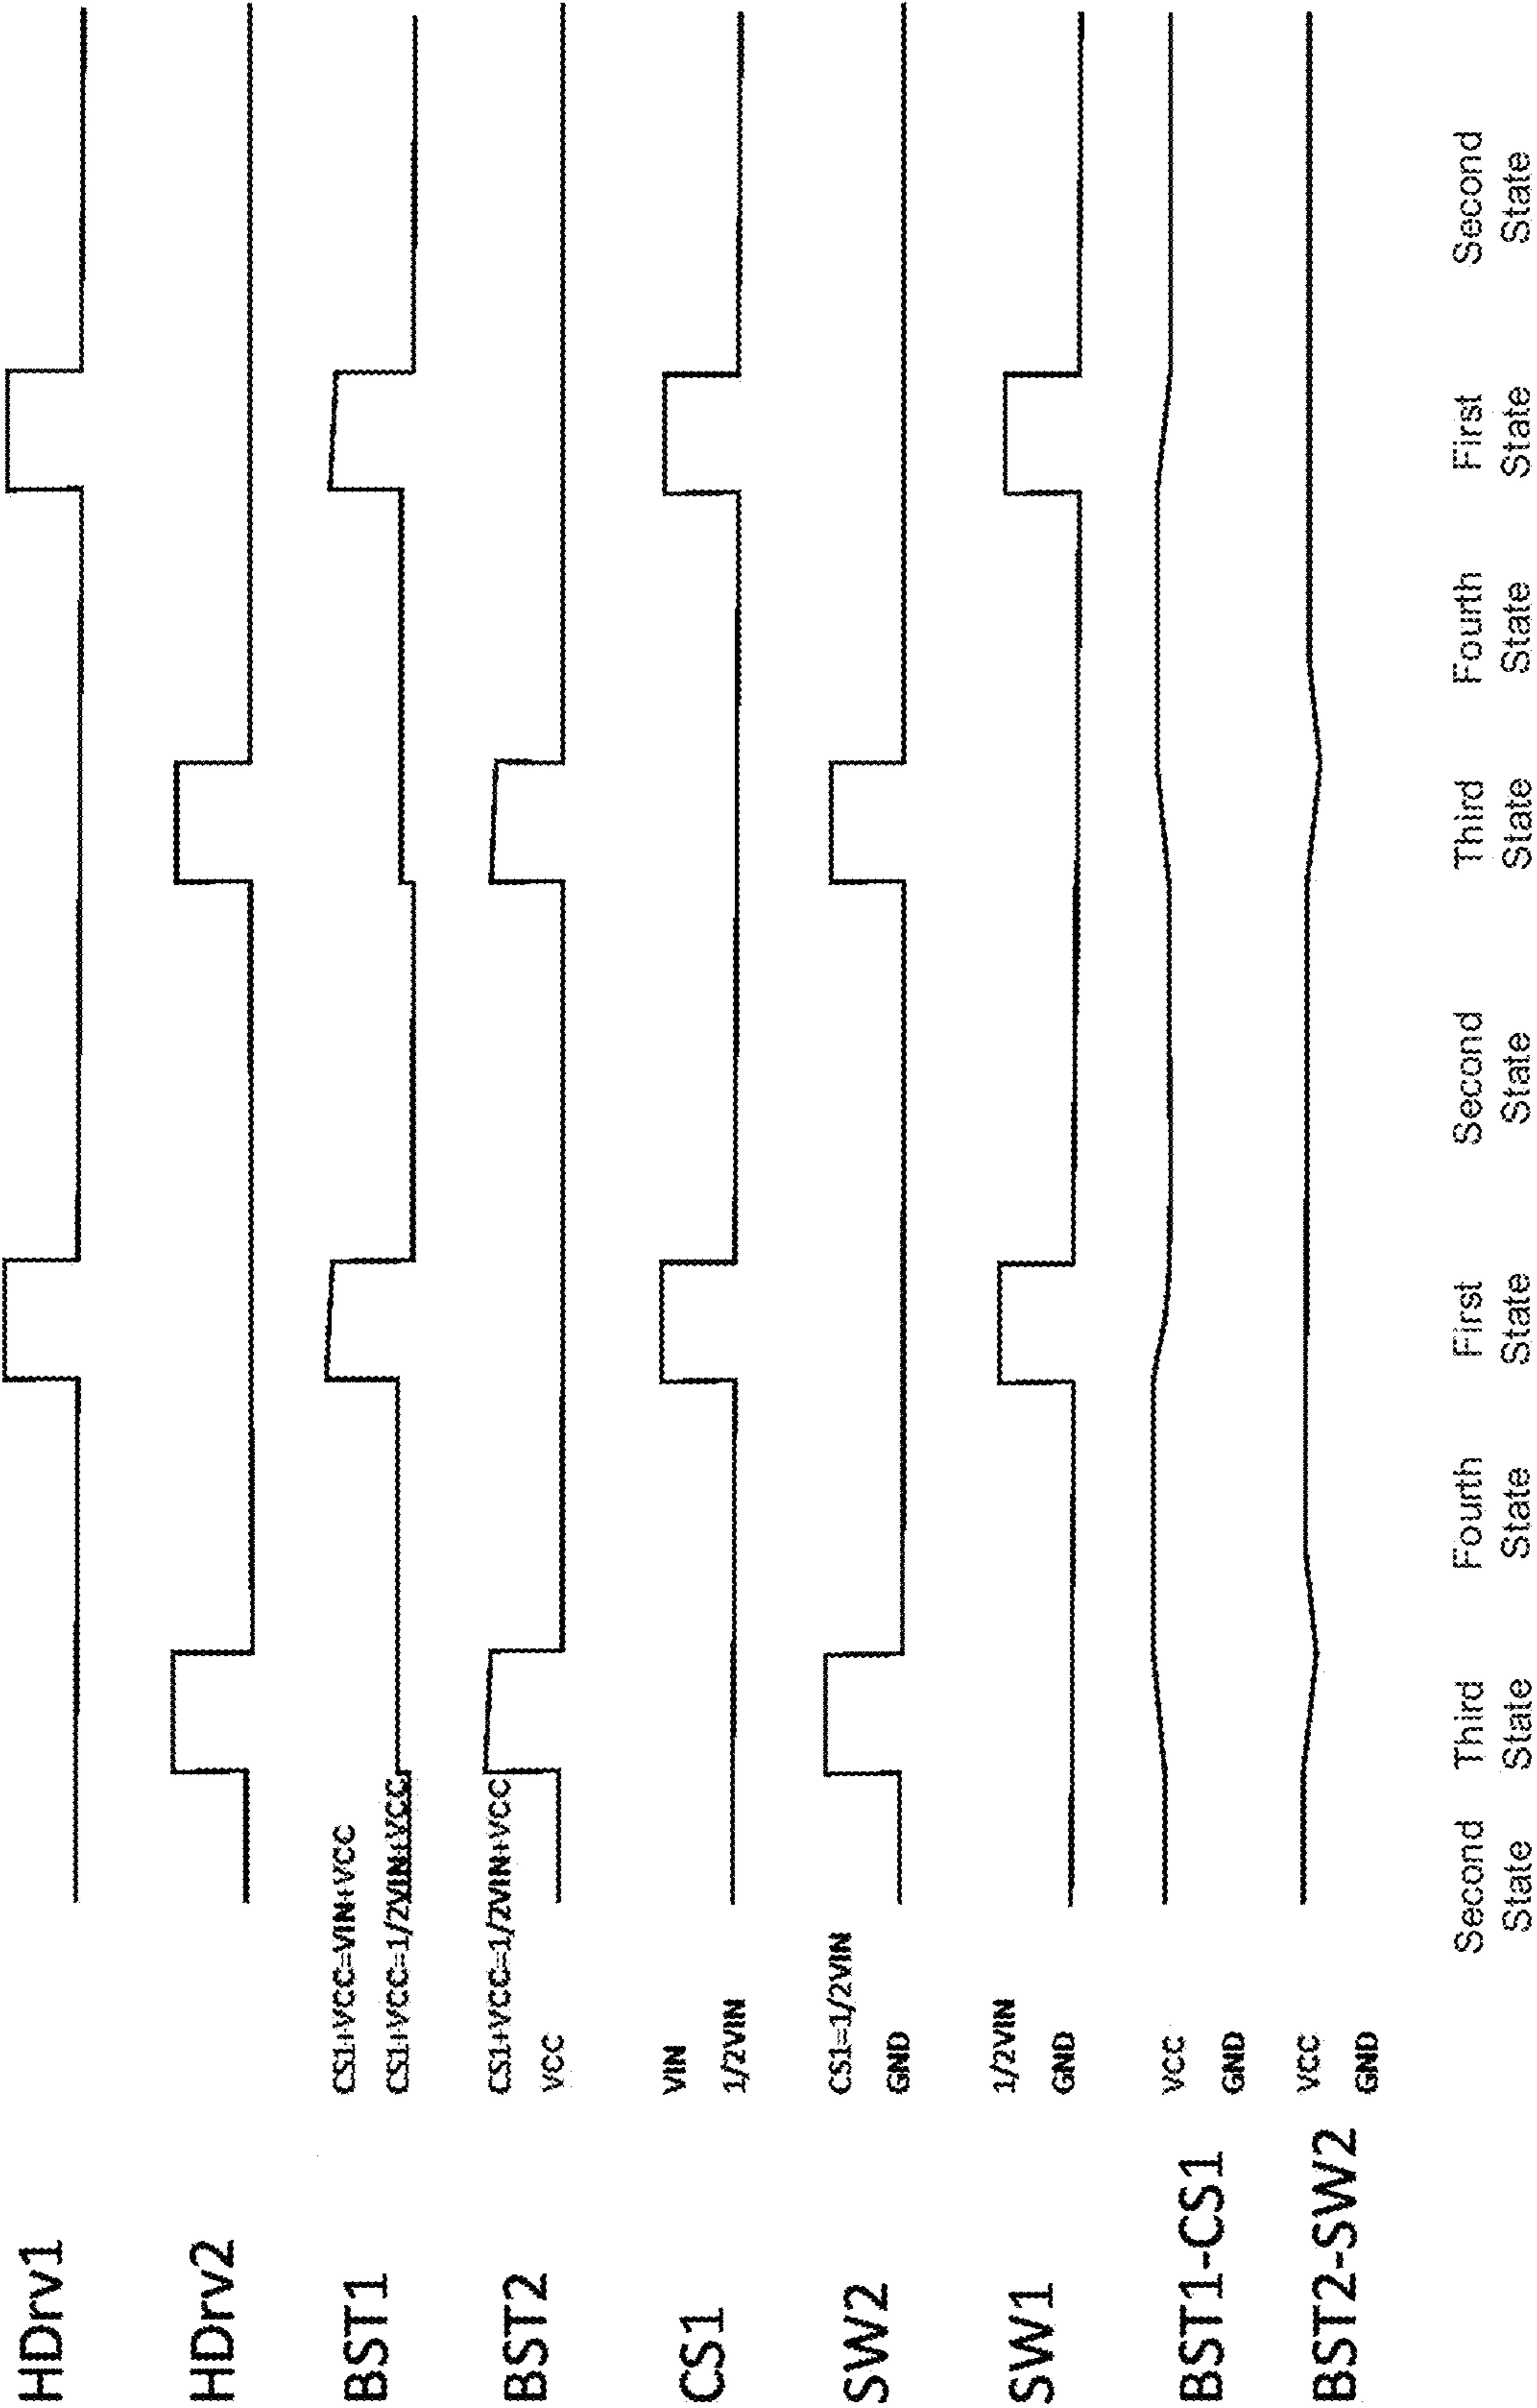 HDrv1
HDrv2
BST1
CS1+VCC=VIN+VCC
CS1+VCC=1/2VIN+VCC
BST2
CS1+VCC=1/2VIN+VCC
VCC
CS1
VIN
1/2VIN
SW2
CS1=1/2VIN
GND
SW1
1/2VIN
GND
BST1-CS1
VCC
GND
BST2-SW2
VCC
GND
Second Third Fourth First Second Third Fourth First Second
State State State State State State State State State